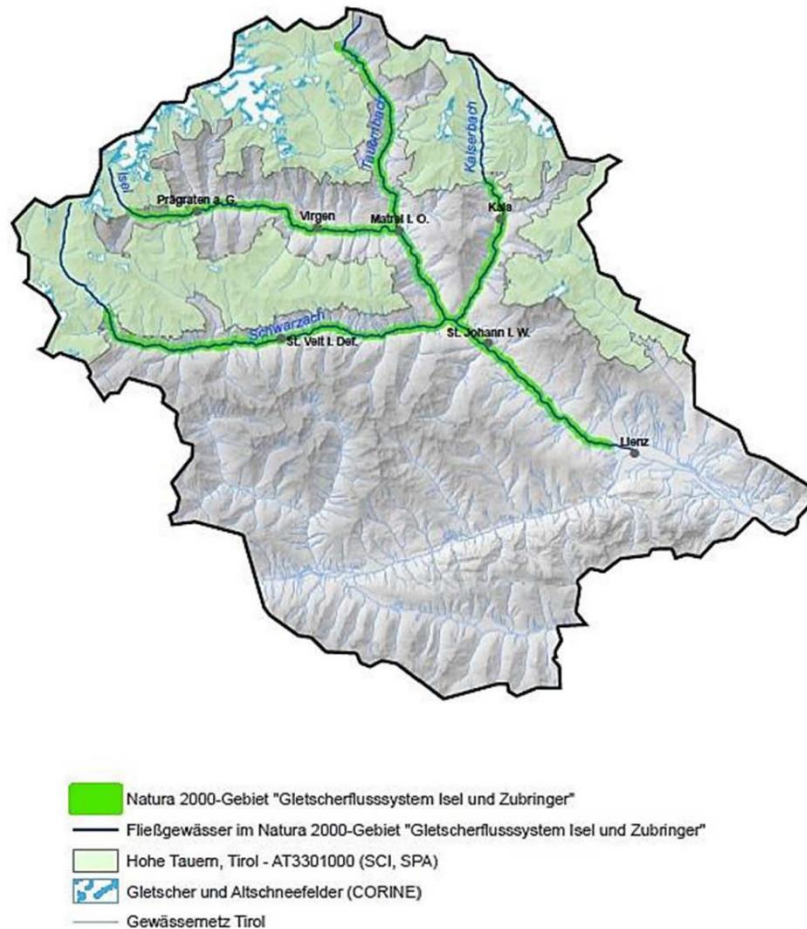 Tauernbach
Kalserbach
Isel
Prägraten a. G.
Virgen
Matrei I. O.
Kals
Schwarzach
St. Veit I. Def.
St. Johann I. W.
Lienz
Natura 2000-Gebiet "Gletscherflusssystem Isel und Zubringer"
Fließgewässer im Natura 2000-Gebiet "Gletscherflusssystem Isel und Zubringer"
Hohe Tauern, Tirol - AT3301000 (SCI, SPA)
Gletscher und Altschneefelder (CORINE)
Gewässernetz Tirol